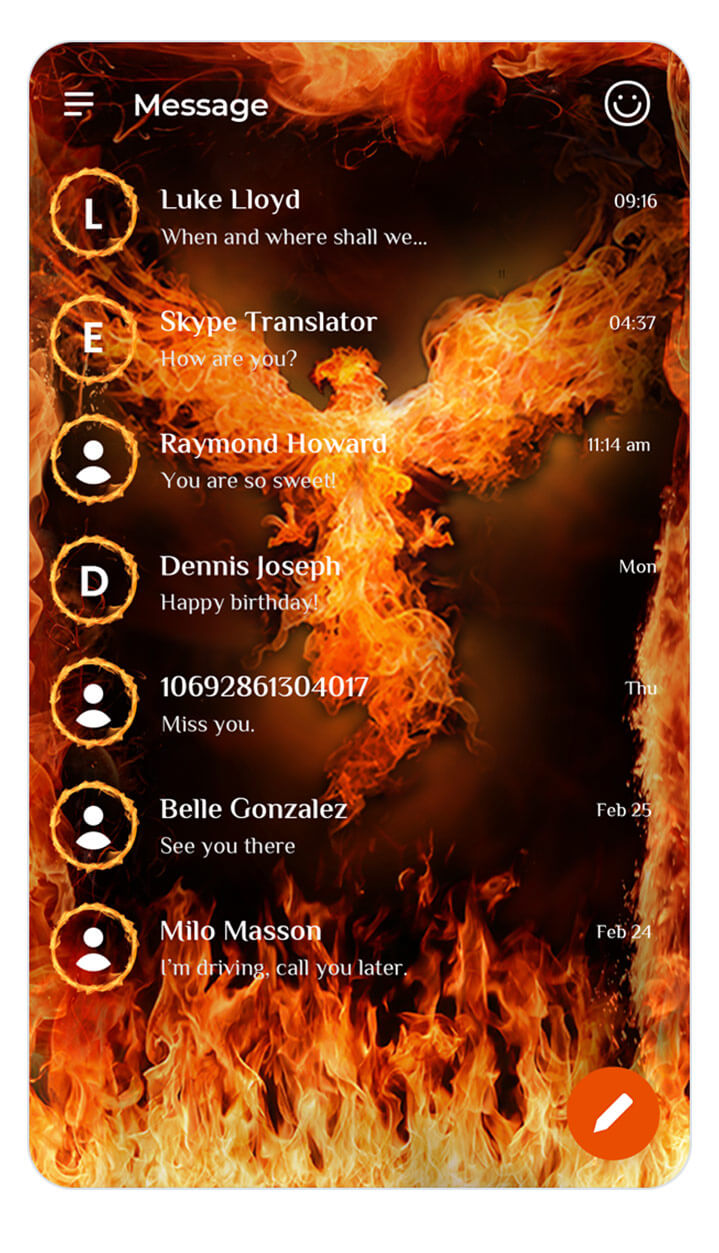 Message
L
Luke Lloyd
09:16
When and where shall we...
E
Skype Translator
04:37
How are you?
Raymond Howard
11:14 am
You are so sweet!
D
Dennis Joseph
Mon
Happy birthday!
10692861304017
Thu
Miss you.
Belle Gonzalez
Feb 25
See you there
Milo Masson
Feb 24
I'm driving, call you later.